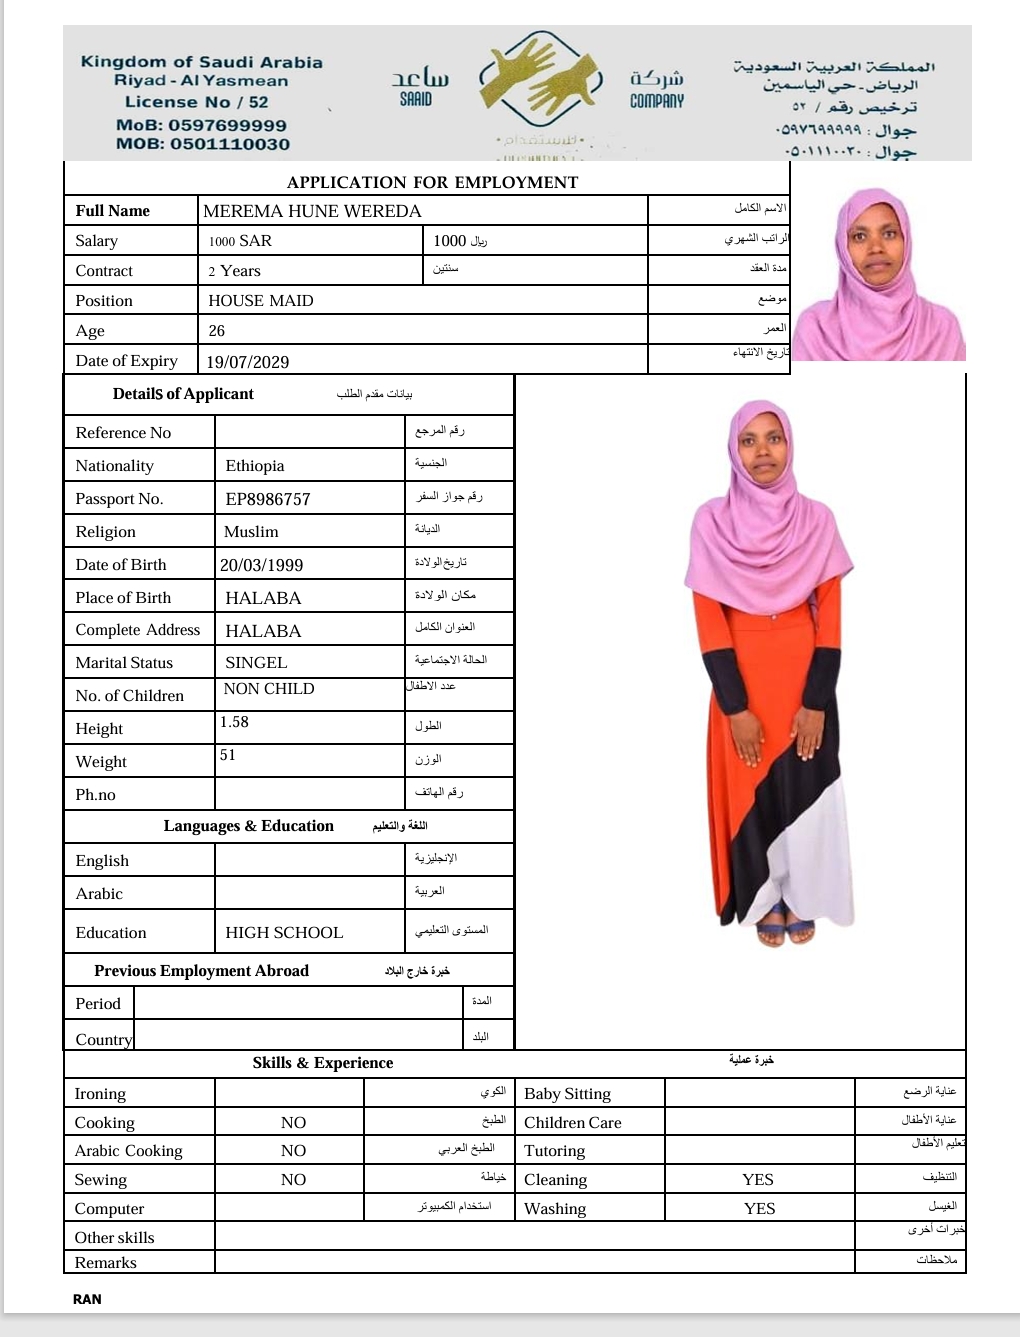 Kingdom of Saudi Arabia
Riyad - Al Yasmean
License No / 52
MoB: 0597699999
MOB: 0501110030
ساعد
SAAID
شركة
COMPANY
للاستقدام
المملكة العربية السعودية
الرياض - حي الياسمين
ترخيص رقم / ٥٢
جوال : ٠٥٩٧٦٩٩٩٩٩
جوال : ٠٥٠١١١٠٠٣٠
APPLICATION FOR EMPLOYMENT
Full Name MEREMA HUNE WEREDA الاسم الكامل
Salary 1000 SAR 1000 ريال الراتب الشهري
Contract 2 Years سنتين مدة العقد
Position HOUSE MAID موضع
Age 26 العمر
Date of Expiry 19/07/2029 تاريخ الانتهاء
Details of Applicant بيانات مقدم الطلب
Reference No رقم المرجع
Nationality Ethiopia الجنسية
Passport No. EP8986757 رقم جواز السفر
Religion Muslim الديانة
Date of Birth 20/03/1999 تاريخ الولادة
Place of Birth HALABA مكان الولادة
Complete Address HALABA العنوان الكامل
Marital Status SINGEL الحالة الاجتماعية
No. of Children NON CHILD عدد الاطفال
Height 1.58 الطول
Weight 51 الوزن
Ph.no رقم الهاتف
Languages & Education اللغة والتعليم
English الإنجليزية
Arabic العربية
Education HIGH SCHOOL المستوى التعليمي
Previous Employment Abroad خبرة خارج البلاد
Period المدة
Country البلد
Skills & Experience خبرة عملية
Ironing الكوي Baby Sitting عناية الرضع
Cooking NO الطبخ Children Care عناية الأطفال
Arabic Cooking NO الطبخ العربي Tutoring تعليم الأطفال
Sewing NO خياطة Cleaning YES التنظيف
Computer استخدام الكمبيوتر Washing YES الغيسل
Other skills خبرات أخرى
Remarks ملاحظات
RAN